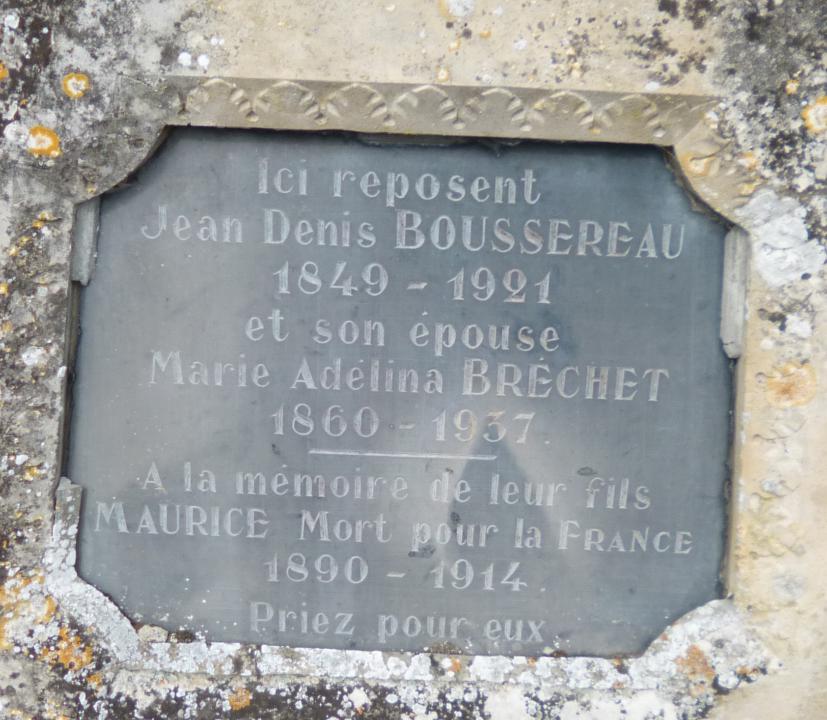 Ici reposent
Jean Denis BOUSSEREAU
1849 - 1921
et son épouse
Marie Adélina BRÉCHET
1860 - 1937
A la mémoire de leur fils
MAURICE Mort pour la FRANCE
1890 - 1914
Priez pour eux